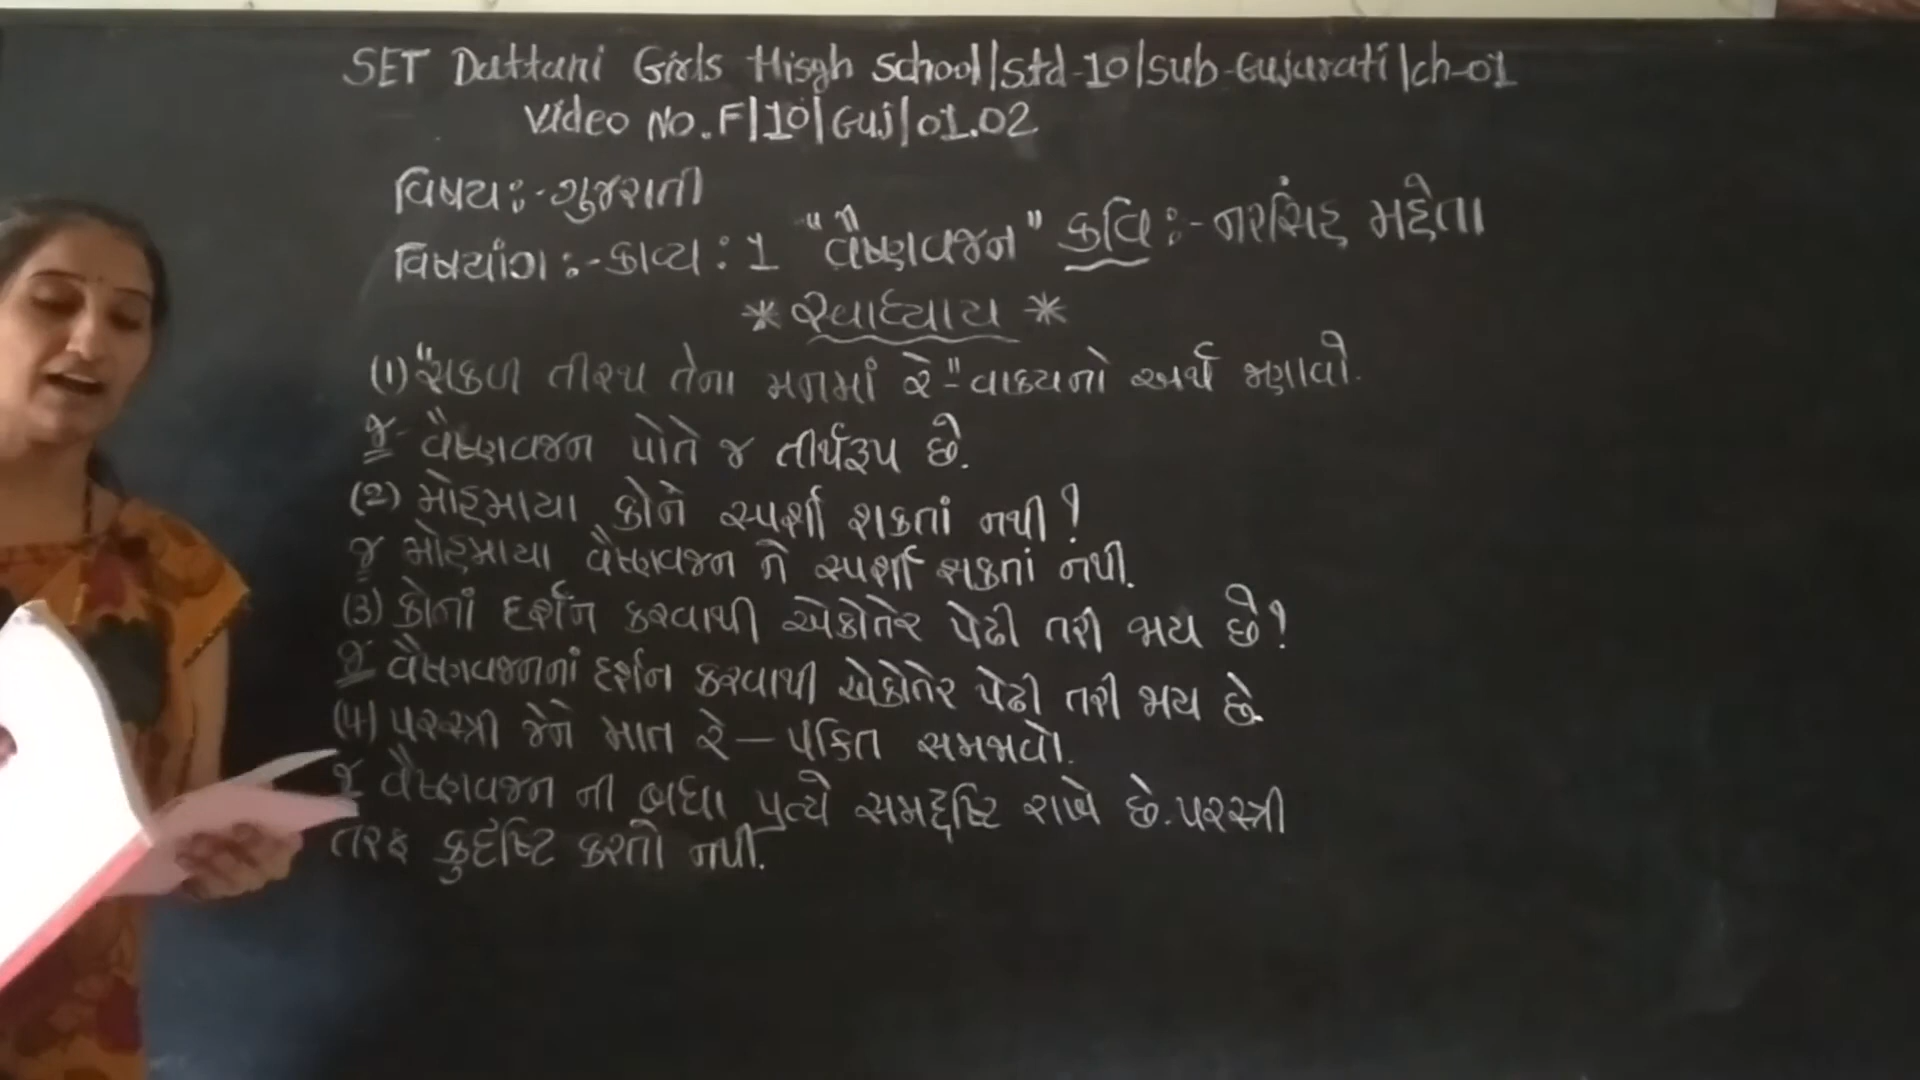 SET Dattani Girls Hisgh School|Std-10|Sub-Gujarati|ch-01
Video No. F|10|Guj|01.02
વિષય:-ગુજરાતી
વિષયાંગ:-કાવ્ય : 1 "વૈષ્ણવજન" કવિ:-નરસિંહ મહેતા
* સ્વાધ્યાય *
(1) "સકળ તીરથ તેના મનમાં રે"-વાક્યનો અર્થ જણાવો.
જ- વૈષ્ણવજન પોતે જ તીર્થરૂપ છે.
(2) મોહમાયા કોને સ્પર્શી શકતાં નથી?
જ મોહમાયા વૈષ્ણવજન ને સ્પર્શી શકતાં નથી.
(3) કોનાં દર્શન કરવાથી એકોતેર પેઢી તરી જાય છે?
જ વૈષ્ણવજનનાં દર્શન કરવાથી એકોતેર પેઢી તરી જાય છે.
(4) પરસ્ત્રી જેને માત રે - પંકિત સમજાવો.
જ વૈષ્ણવજન ની બધા પ્રત્યે સમદ્દષ્ટિ રાખે છે. પરસ્ત્રી
તરફ કુદૃષ્ટિ કરતો નથી.